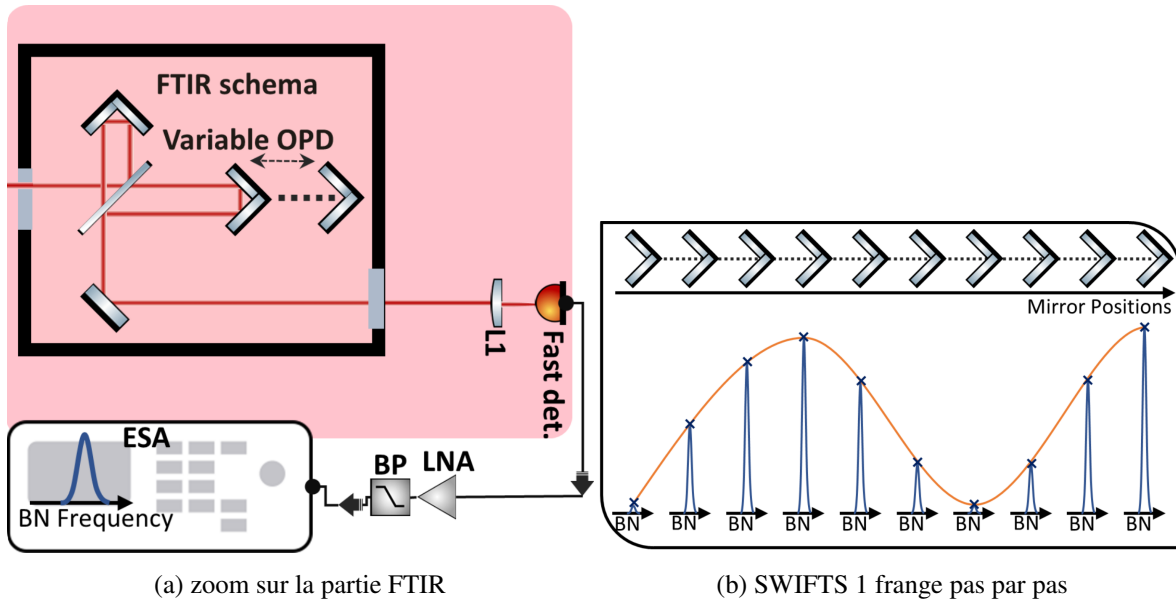 FTIR schema
Variable OPD
L1
Fast det.
ESA
BN Frequency
BP
LNA
Mirror Positions
BN BN BN BN BN BN BN BN BN BN
(a) zoom sur la partie FTIR
(b) SWIFTS 1 frange pas par pas